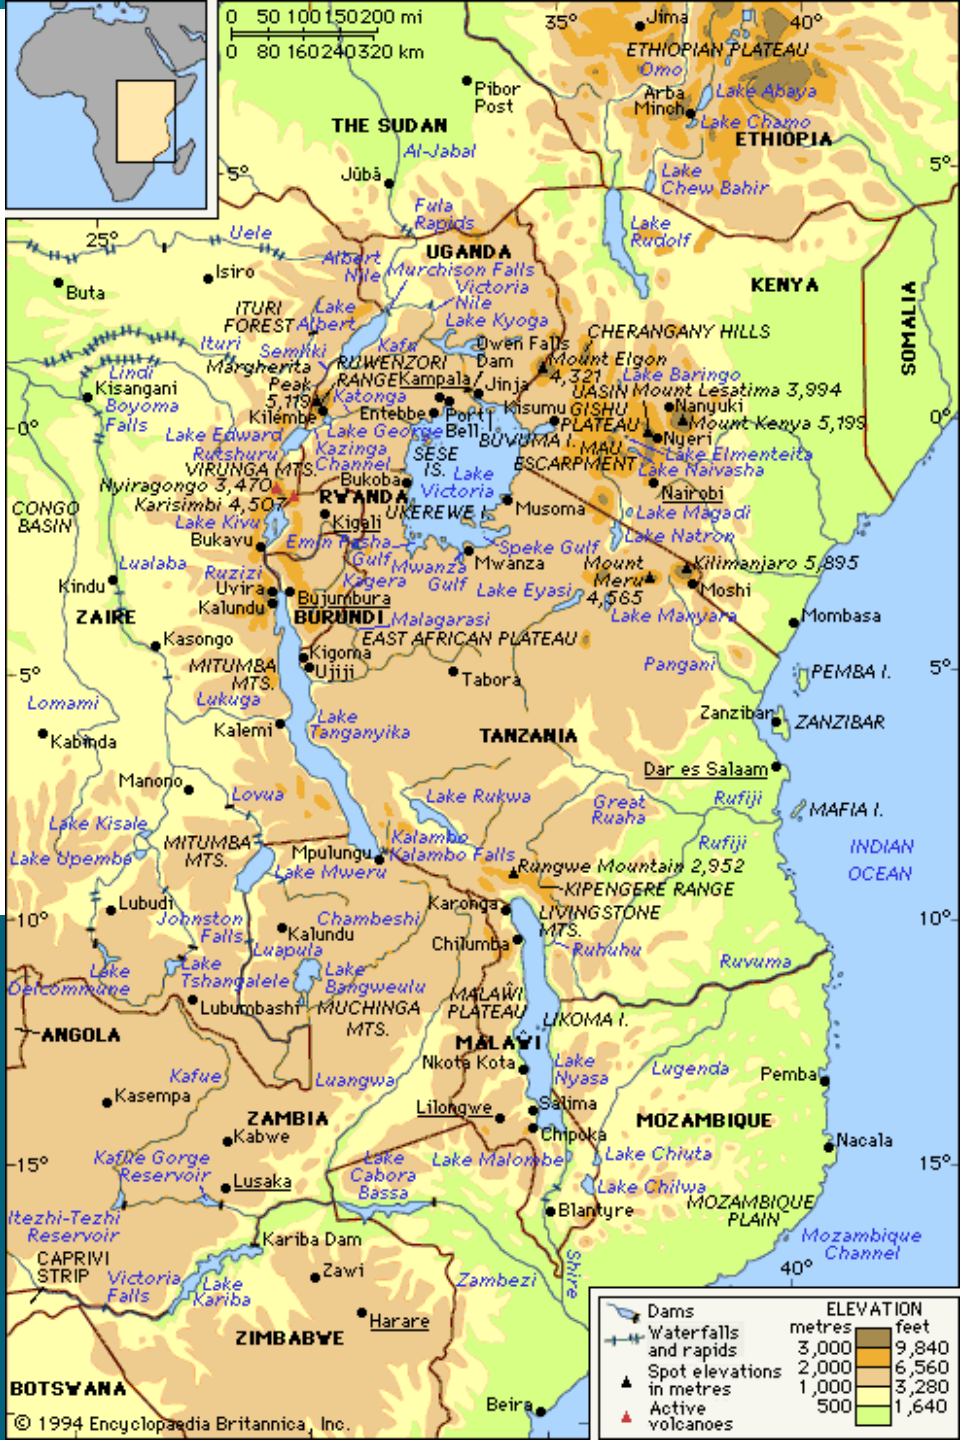 0 50 100 150 200 mi
0 80 160 240 320 km
35°
Jima
40°
ETHIOPIAN PLATEAU
Omo
Pibor
Post
Arba
Minch
Lake Abaya
Lake Chamo
THE SUDAN
ETHIOPIA
Al-Jabal
5°
5°
Jūbā
Lake
Chew Bahir
Fula
Rapids
25°
Uele
Lake
Rudolf
UGANDA
Albert
Nile
Murchison Falls
Isiro
Buta
Victoria
Nile
KENYA
SOMALIA
ITURI
FOREST
Lake
Albert
Lake Kyoga
CHERANGANY HILLS
Ituri
Semliki
Kafu
Owen Falls
Dam
Margherita
Peak
5,119
RUWENZORI
RANGE
Mount Elgon
4,321
Lindi
Kisangani
Kampala
Jinja
Lake Baringo
UASIN
GISHU
PLATEAU
Mount Lesatima 3,994
Boyoma
Falls
Katonga
Kilembe
Entebbe
Port
Bell
Kisumu
Nanyuki
Mount Kenya 5,199
0°
0°
Lake Edward
Lake George
BUVUMA I.
MAU
ESCARPMENT
Nyeri
Rutshuru
Kazinga
Channel
SESE
IS.
Lake Elmenteita
VIRUNGA MTS.
Lake Naivasha
Nyiragongo 3,470
Bukoba
Lake
Victoria
Nairobi
Karisimbi 4,507
RWANDA
CONGO
BASIN
UKEREWE I.
Musoma
Lake Magadi
Lake Kivu
Kigali
Lake Natron
Bukavu
Emin Pasha
Gulf
Speke Gulf
Lualaba
Mwanza
Gulf
Mwanza
Mount
Meru
4,565
Kilimanjaro 5,895
Ruzizi
Kagera
Kindu
Uvira
Bujumbura
Lake Eyasi
Moshi
Kalundu
ZAIRE
BURUNDI
Malagarasi
Lake Manyara
Mombasa
Kasongo
EAST AFRICAN PLATEAU
Kigoma
Ujiji
MITUMBA
MTS.
Tabora
Pangani
5°
5°
PEMBA I.
Lomami
Lukuga
Zanzibar
ZANZIBAR
Kabinda
Kalemi
Lake
Tanganyika
TANZANIA
Dar es Salaam
Manono
Lovua
Lake Rukwa
Great
Ruaha
Rufiji
MAFIA I.
Lake Kisale
MITUMBA
MTS.
Kalambo
Kalambo Falls
Rufiji
INDIAN
OCEAN
Lake Upembe
Mpulungu
Lake Mweru
Rungwe Mountain 2,952
KIPENGERE RANGE
Lubudi
Karonga
10°
10°
Johnston
Falls
Chambeshi
LIVINGSTONE
MTS.
Kalundu
Chilumba
Luapula
Ruhuhu
Ruvuma
Lake
Delcommune
Lake
Tshangalele
Lake
Bangweulu
MALAŴI
PLATEAU
Lubumbashi
MUCHINGA
MTS.
LIKOMA I.
ANGOLA
MALAŴI
Nkota Kota
Lake
Nyasa
Kafue
Luangwa
Lugenda
Pemba
Kasempa
Lilongwe
Salima
ZAMBIA
MOZAMBIQUE
Kabwe
Chipoka
Nacala
15°
15°
Kafue Gorge
Reservoir
Lake
Cabora
Bassa
Lake Malombe
Lake Chiuta
Lusaka
Lake Chilwa
MOZAMBIQUE
PLAIN
Itezhi-Tezhi
Reservoir
Blantyre
Kariba Dam
Mozambique
Channel
CAPRIVI
STRIP
Victoria
Falls
Lake
Kariba
Zawi
Zambezi
Shire
40°
Harare
ZIMBABWE
BOTSWANA
Beira
© 1994 Encyclopaedia Britannica, Inc.
Dams
Waterfalls
and rapids
Spot elevations
in metres
Active
volcanoes
ELEVATION
metres feet
3,000 9,840
2,000 6,560
1,000 3,280
500 1,640